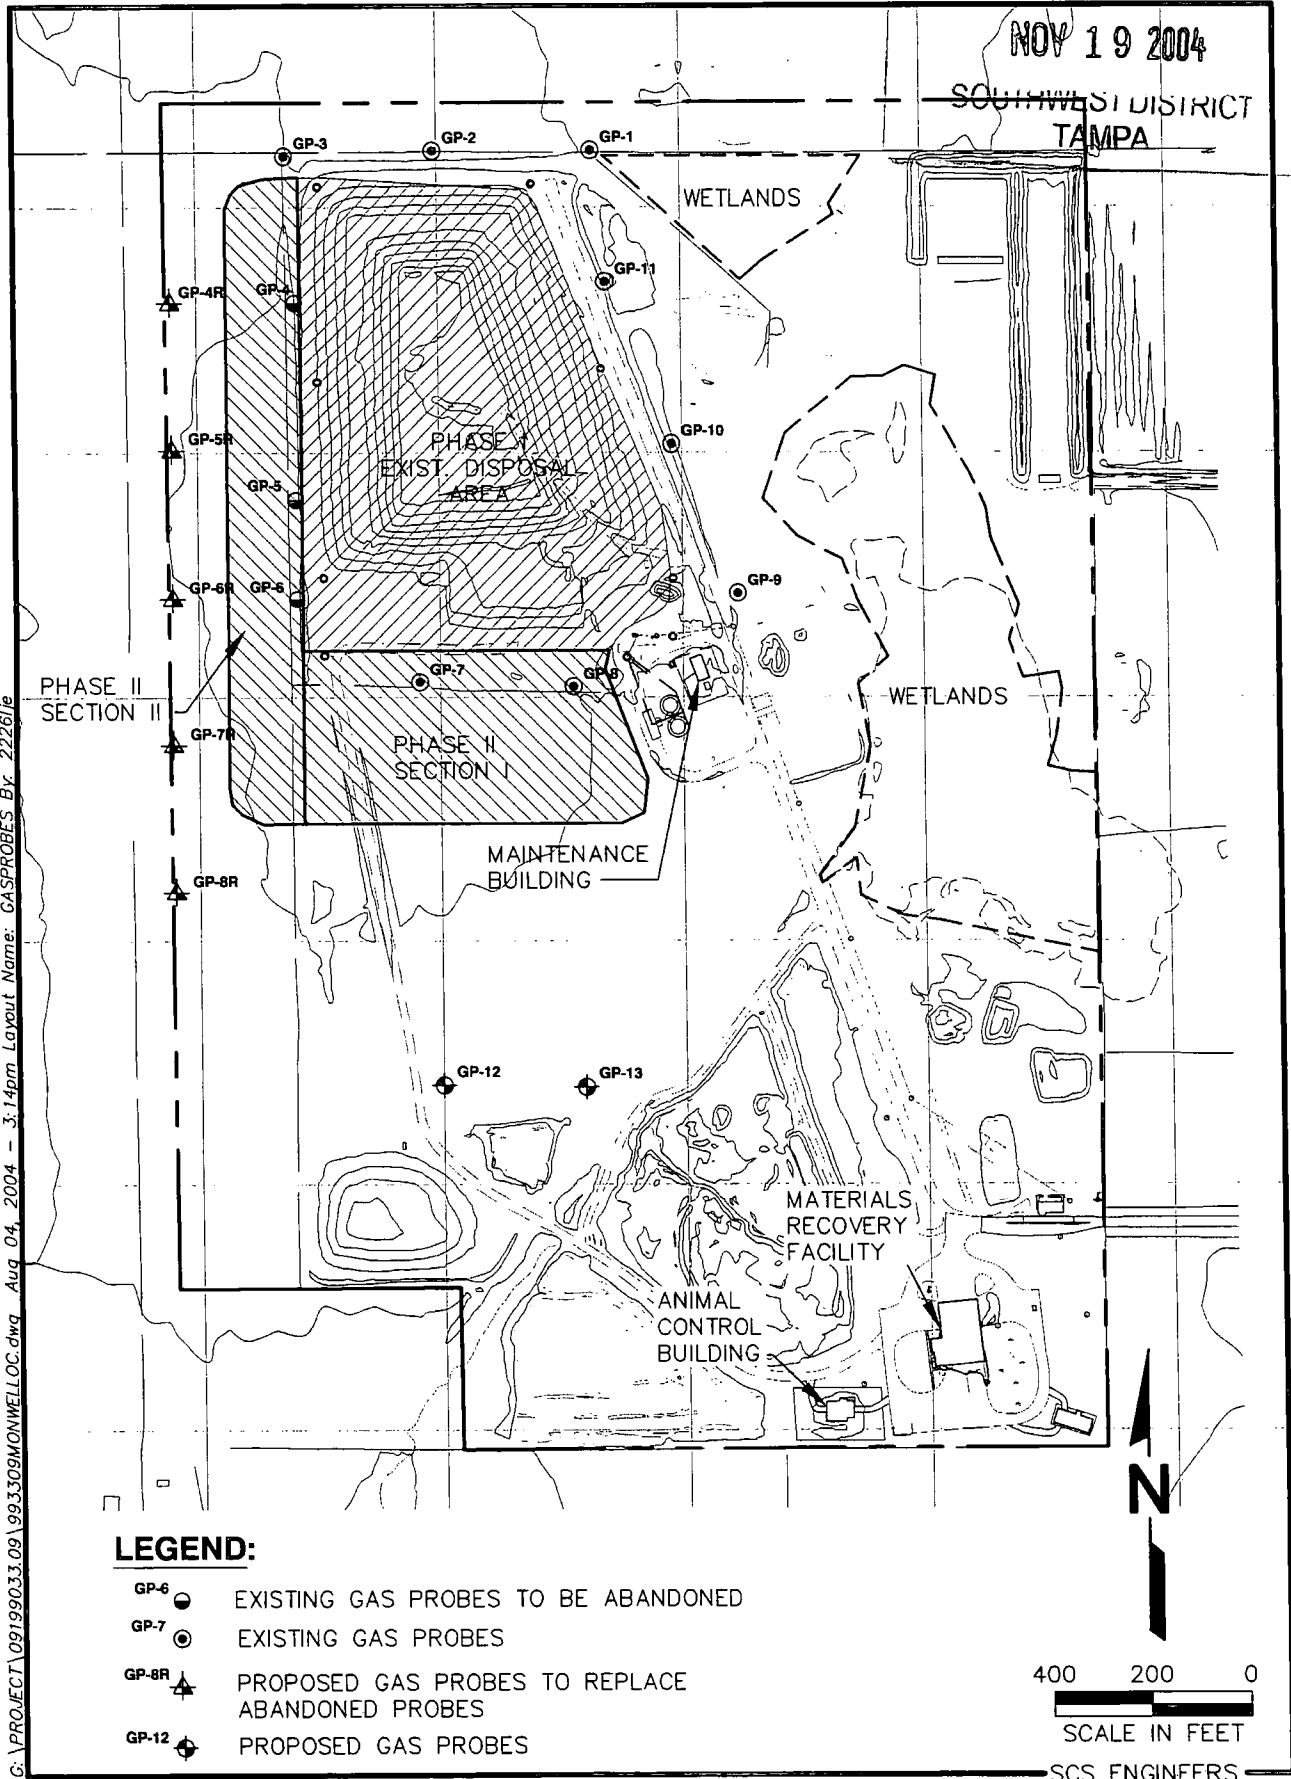 NOV 19 2004
SOUTHWEST DISTRICT
TAMPA
GP-3
GP-2
GP-1
WETLANDS
GP-11
GP-4R
GP-4
GP-10
PHASE I
EXIST. DISPOSAL
AREA
GP-5R
GP-5
GP-9
GP-6R
GP-6
GP-7
GP-8
PHASE II
SECTION II
WETLANDS
GP-7R
PHASE II
SECTION I
MAINTENANCE
BUILDING
GP-8R
GP-12
GP-13
MATERIALS
RECOVERY
FACILITY
ANIMAL
CONTROL
BUILDING
N
LEGEND:
GP-6 EXISTING GAS PROBES TO BE ABANDONED
GP-7 EXISTING GAS PROBES
GP-8R PROPOSED GAS PROBES TO REPLACE
ABANDONED PROBES
GP-12 PROPOSED GAS PROBES
400 200 0
SCALE IN FEET
SCS ENGINEERS
G:\PROJECT\09199033.09\993309MONWELLLOC.dwg Aug 04, 2004 - 3:14pm Layout Name: GASPROBES By: 2226lje